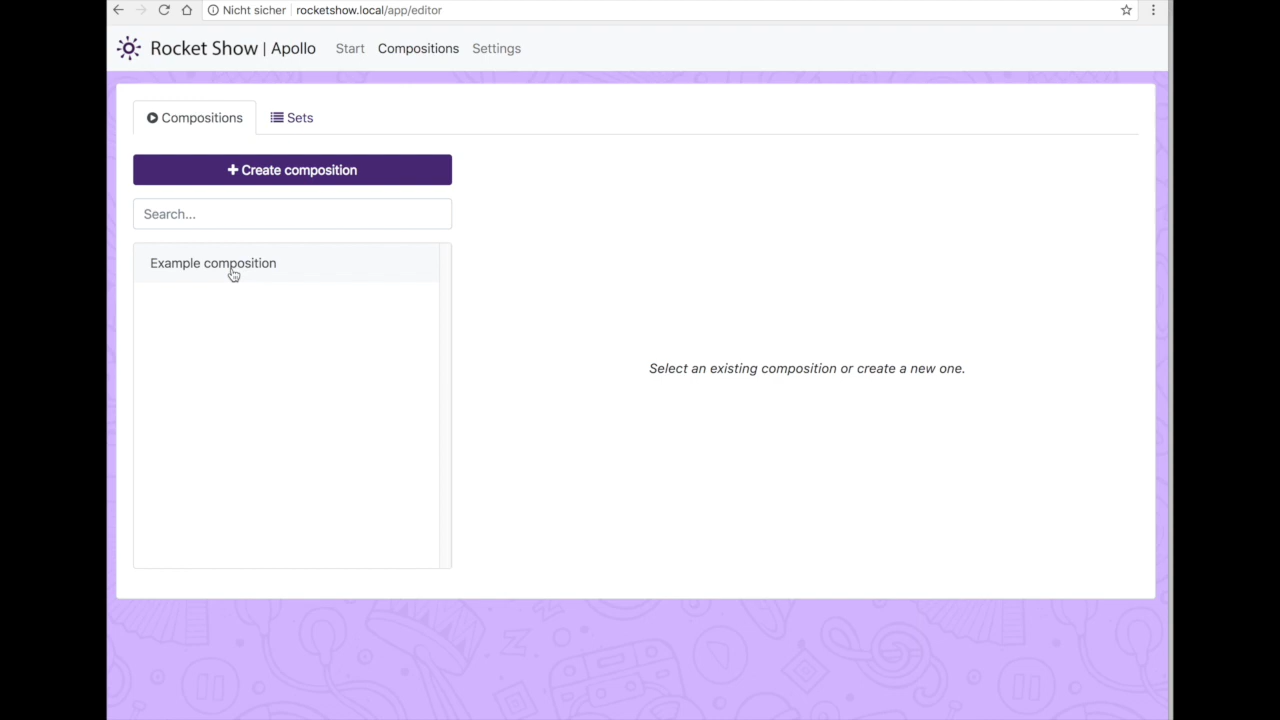 Nicht sicher rocketshow.local/app/editor
Rocket Show | Apollo Start Compositions Settings
Compositions Sets
Create composition
Search...
Example composition
Select an existing composition or create a new one.